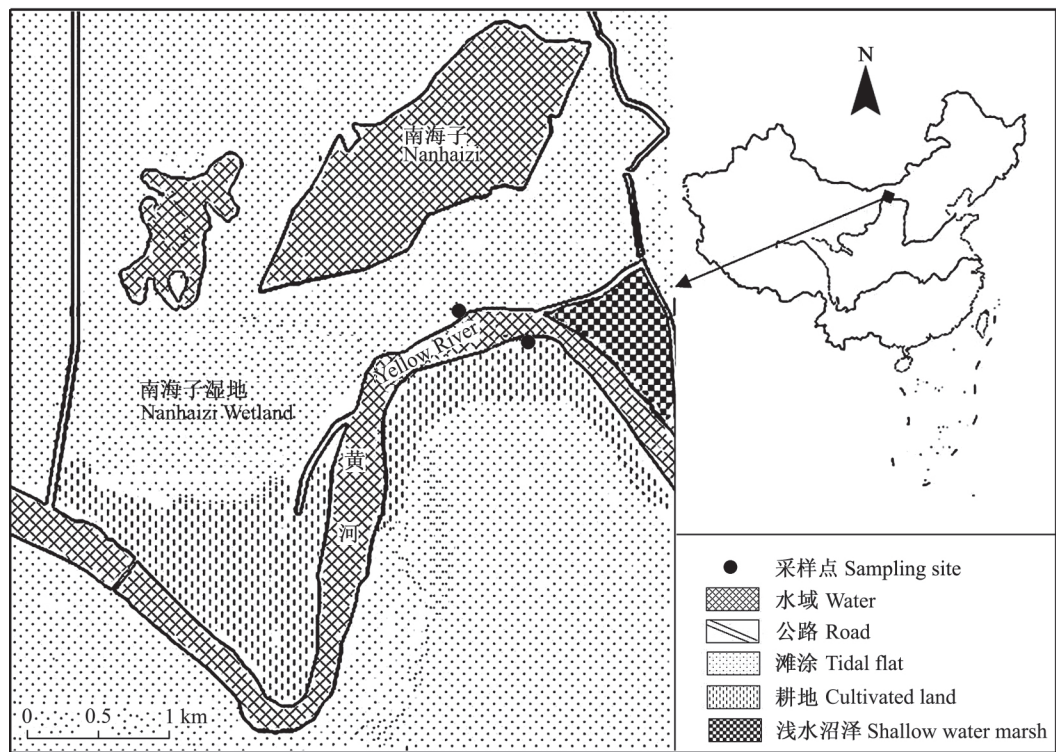 南海子
Nanhaizi
Yellow River
南海子湿地
Nanhaizi Wetland
黄
河
0 0.5 1 km
N
采样点 Sampling site
水域 Water
公路 Road
滩涂 Tidal flat
耕地 Cultivated land
浅水沼泽 Shallow water marsh